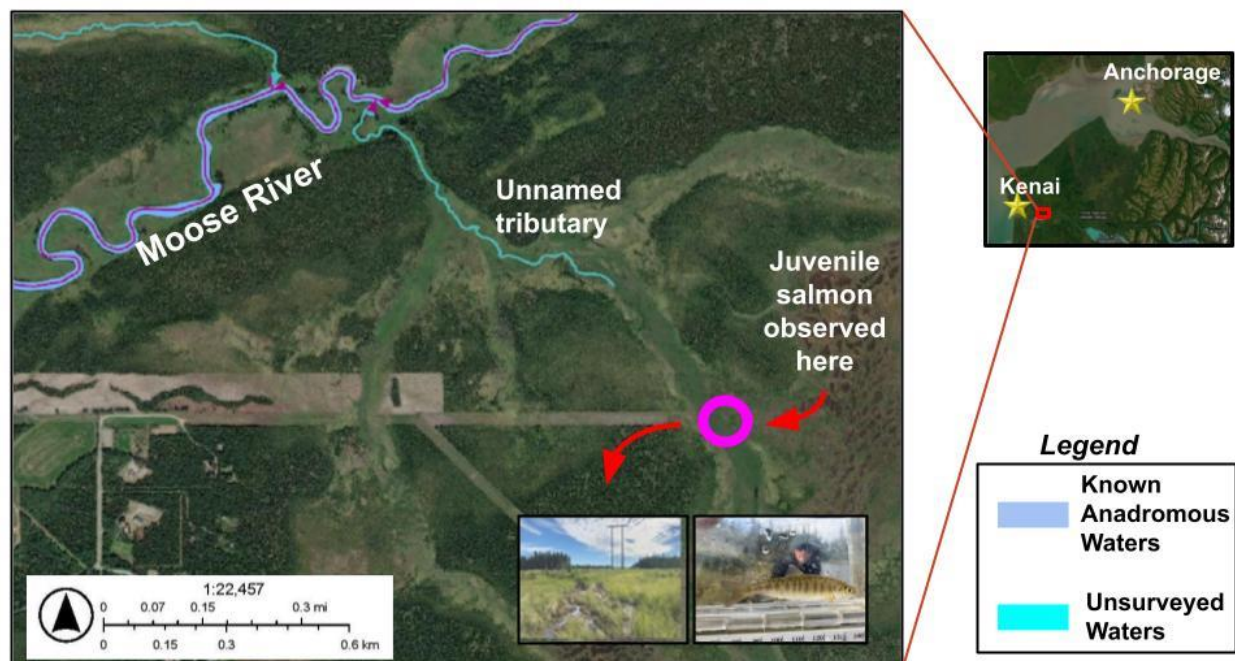 Anchorage
Kenai
Moose River
Unnamed
tributary
Juvenile
salmon
observed
here
1:22,457
0 0.07 0.15 0.3 mi
0 0.15 0.3 0.6 km
Legend
Known
Anadromous
Waters
Unsurveyed
Waters